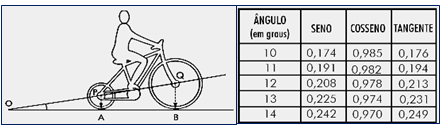 P
Q
O
A
B
ÂNGULO (em graus) SENO COSSENO TANGENTE
10 0,174 0,985 0,176
11 0,191 0,982 0,194
12 0,208 0,978 0,213
13 0,225 0,974 0,231
14 0,242 0,970 0,249